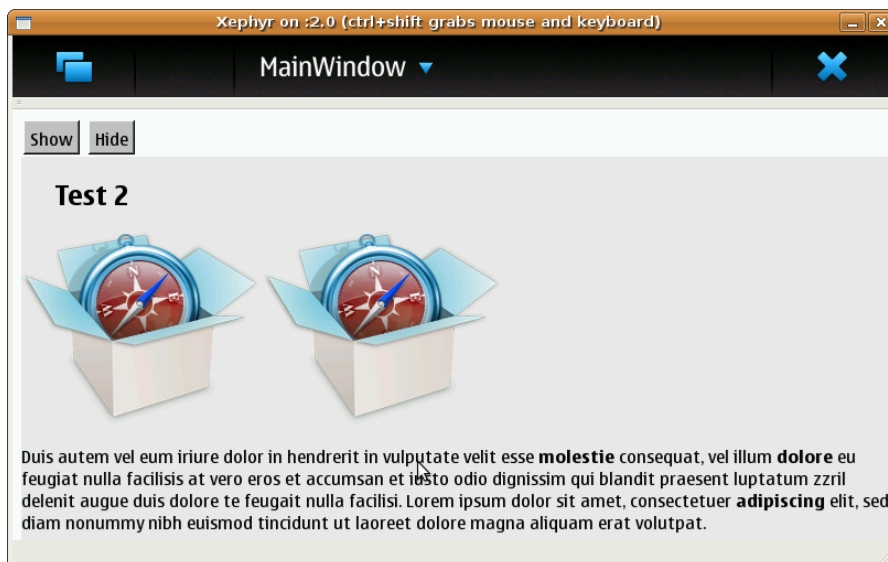 Xephyr on :2.0 (ctrl+shift grabs mouse and keyboard)
MainWindow
Show Hide
Test 2
N E W N E W
Duis autem vel eum iriure dolor in hendrerit in vulputate velit esse molestie consequat, vel illum dolore eu
feugiat nulla facilisis at vero eros et accumsan et iusto odio dignissim qui blandit praesent luptatum zzril
delenit augue duis dolore te feugait nulla facilisi. Lorem ipsum dolor sit amet, consectetuer adipiscing elit, sed
diam nonummy nibh euismod tincidunt ut laoreet dolore magna aliquam erat volutpat.